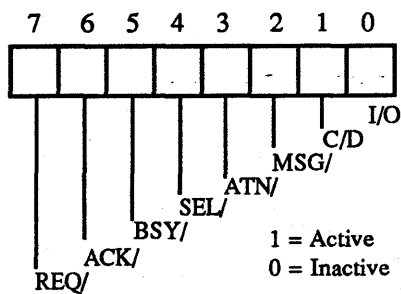 7 6 5 4 3 2 1 0
I/O
C/D
MSG/
ATN/
SEL/
BSY/
1 = Active
ACK/
0 = Inactive
REQ/